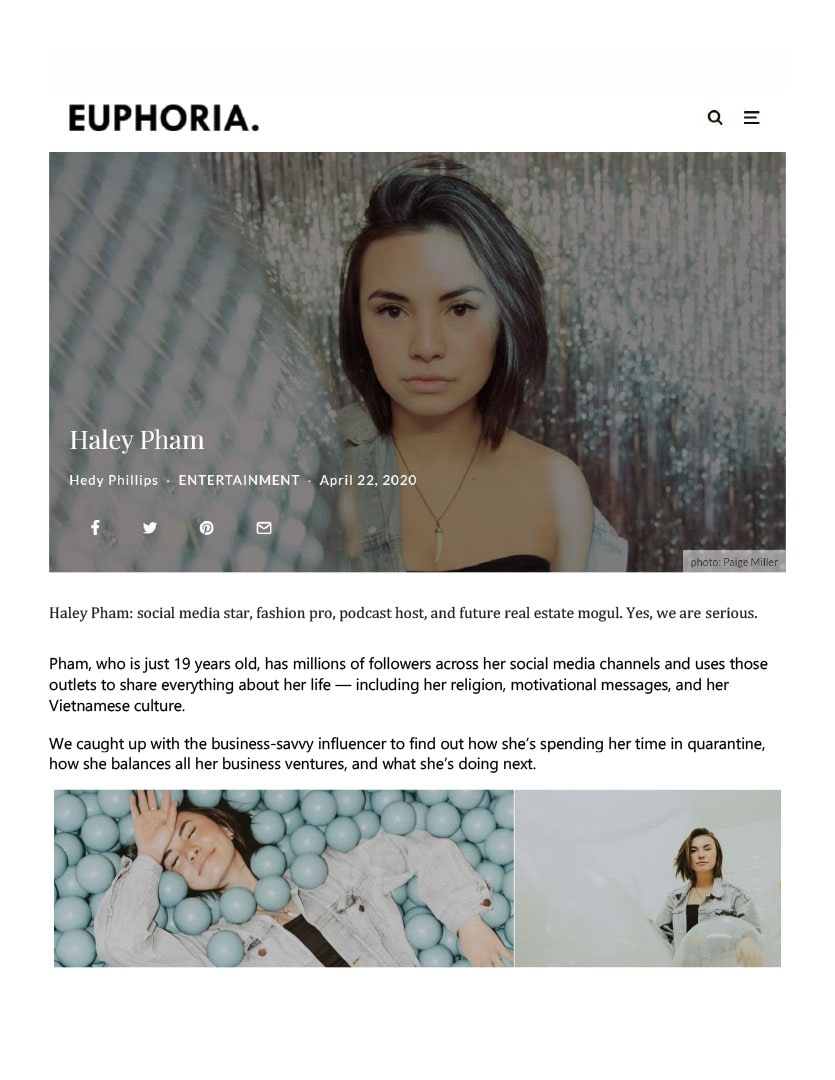 EUPHORIA.
Haley Pham
Hedy Phillips · ENTERTAINMENT · April 22, 2020
photo: Paige Miller
Haley Pham: social media star, fashion pro, podcast host, and future real estate mogul. Yes, we are serious.
Pham, who is just 19 years old, has millions of followers across her social media channels and uses those
outlets to share everything about her life — including her religion, motivational messages, and her
Vietnamese culture.
We caught up with the business-savvy influencer to find out how she’s spending her time in quarantine,
how she balances all her business ventures, and what she’s doing next.